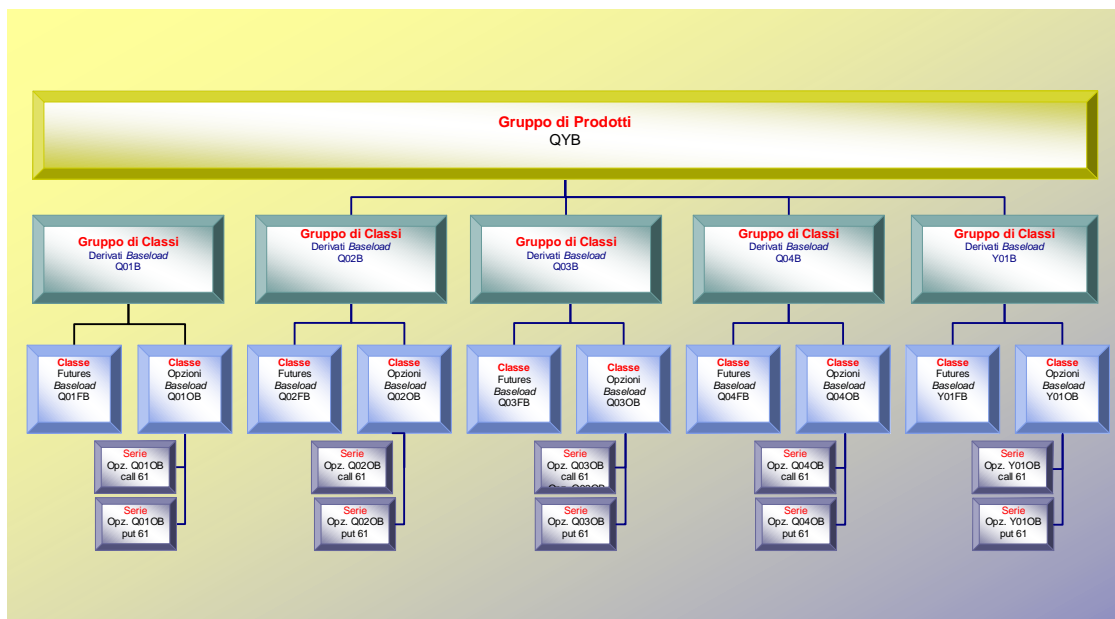 Gruppo di Prodotti
QYB
Gruppo di Classi
Derivati Baseload
Q01B
Gruppo di Classi
Derivati Baseload
Q02B
Gruppo di Classi
Derivati Baseload
Q03B
Gruppo di Classi
Derivati Baseload
Q04B
Gruppo di Classi
Derivati Baseload
Y01B
Classe
Futures
Baseload
Q01FB
Classe
Opzioni
Baseload
Q01OB
Classe
Futures
Baseload
Q02FB
Classe
Opzioni
Baseload
Q02OB
Classe
Futures
Baseload
Q03FB
Classe
Opzioni
Baseload
Q03OB
Classe
Futures
Baseload
Q04FB
Classe
Opzioni
Baseload
Q04OB
Classe
Futures
Baseload
Y01FB
Classe
Opzioni
Baseload
Y01OB
Serie
Opz. Q01OB
call 61
Serie
Opz. Q02OB
call 61
Serie
Opz. Q03OB
call 61
Serie
Opz. Q04OB
call 61
Serie
Opz. Y01OB
call 61
Serie
Opz. Q01OB
put 61
Serie
Opz. Q02OB
put 61
Serie
Opz. Q03OB
put 61
Serie
Opz. Q04OB
put 61
Serie
Opz. Y01OB
put 61